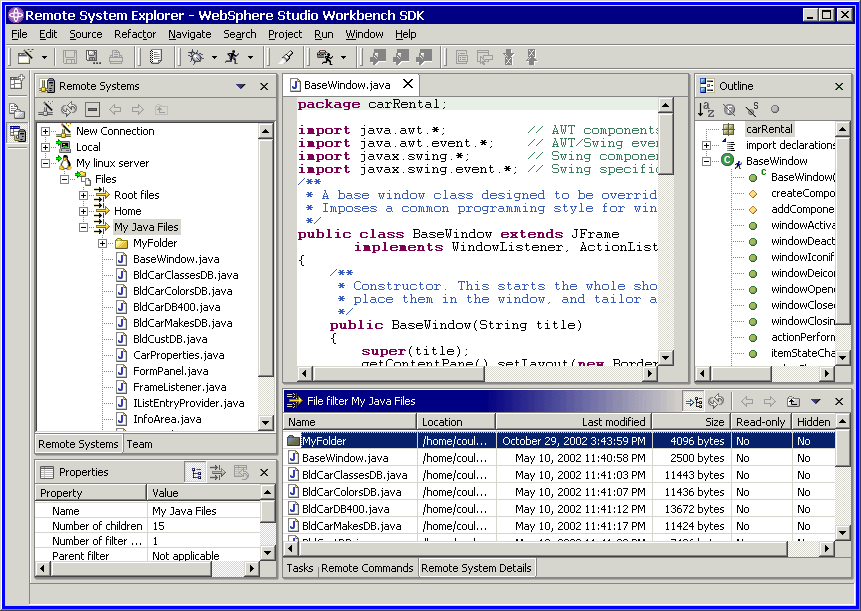 Remote System Explorer - WebSphere Studio Workbench SDK
File Edit Source Refactor Navigate Search Project Run Window Help
Remote Systems
New Connection
Local
My linux server
Files
Root files
Home
My Java Files
MyFolder
BaseWindow.java
BldCarClassesDB.java
BldCarColorsDB.java
BldCarDB400.java
BldCarMakesDB.java
BldCustDB.java
CarProperties.java
FormPanel.java
FrameListener.java
IListEntryProvider.java
InfoArea.java
Remote Systems Team
Properties
Property Value
Name My Java Files
Number of children 15
Number of filter ... 1
Parent filter Not applicable
BaseWindow.java
package carRental;
import java.awt.*; // AWT components
import java.awt.event.*; // AWT/Swing even
import javax.swing.*; // Swing componen
import javax.swing.event.*; // Swing specific
/**
* A base window class designed to be overrid
* Imposes a common programming style for win
*/
public class BaseWindow extends JFrame
implements WindowListener, ActionList
{
/**
* Constructor. This starts the whole sho
* place them in the window, and tailor a
*/
public BaseWindow(String title)
{
super(title);
getContentPane().setLayout(new Border
Outline
carRental
import declarations
BaseWindow
BaseWindow(
createCompo
addCompone
windowActiva
windowDeact
windowIconif
windowDeico
windowOpene
windowClosed
windowClosin
actionPerform
itemStateCha
File filter My Java Files
Name Location Last modified Size Read-only Hidden
MyFolder /home/coul... October 29, 2002 3:43:59 PM 4096 bytes No No
BaseWindow.java /home/coul... May 10, 2002 11:40:58 PM 2500 bytes No No
BldCarClassesDB.java /home/coul... May 10, 2002 11:41:03 PM 11443 bytes No No
BldCarColorsDB.java /home/coul... May 10, 2002 11:41:07 PM 11436 bytes No No
BldCarDB400.java /home/coul... May 10, 2002 11:41:12 PM 13672 bytes No No
BldCarMakesDB.java /home/coul... May 10, 2002 11:41:17 PM 11424 bytes No No
Tasks Remote Commands Remote System Details